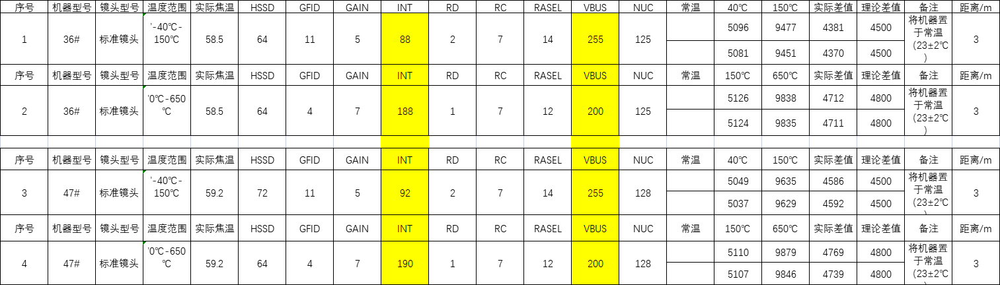 序号 机器型号 镜头型号 温度范围 实际焦温 HSSD GFID GAIN INT RD RC RASEL VBUS NUC 常温 40℃ 150℃ 实际差值 理论差值 备注 距离/m
1 36# 标准镜头 '-40℃-150℃ 58.5 64 11 5 88 2 7 14 255 125 5096 9477 4381 4500 将机器置于常温（23±2℃） 3
5081 9451 4370 4500
序号 机器型号 镜头型号 温度范围 实际焦温 HSSD GFID GAIN INT RD RC RASEL VBUS NUC 常温 150℃ 650℃ 实际差值 理论差值 备注 距离/m
2 36# 标准镜头 '0℃-650℃ 58.5 64 4 7 188 1 7 12 200 125 5126 9838 4712 4800 将机器置于常温（23±2℃） 3
5124 9835 4711 4800
序号 机器型号 镜头型号 温度范围 实际焦温 HSSD GFID GAIN INT RD RC RASEL VBUS NUC 常温 40℃ 150℃ 实际差值 理论差值 备注 距离/m
3 47# 标准镜头 '-40℃-150℃ 59.2 72 11 5 92 2 7 14 255 128 5049 9635 4586 4500 将机器置于常温（23±2℃） 3
5037 9629 4592 4500
序号 机器型号 镜头型号 温度范围 实际焦温 HSSD GFID GAIN INT RD RC RASEL VBUS NUC 常温 150℃ 650℃ 实际差值 理论差值 备注 距离/m
4 47# 标准镜头 '0℃-650℃ 59.2 64 4 7 190 1 7 12 200 128 5110 9879 4769 4800 将机器置于常温（23±2℃） 3
5107 9846 4739 4800